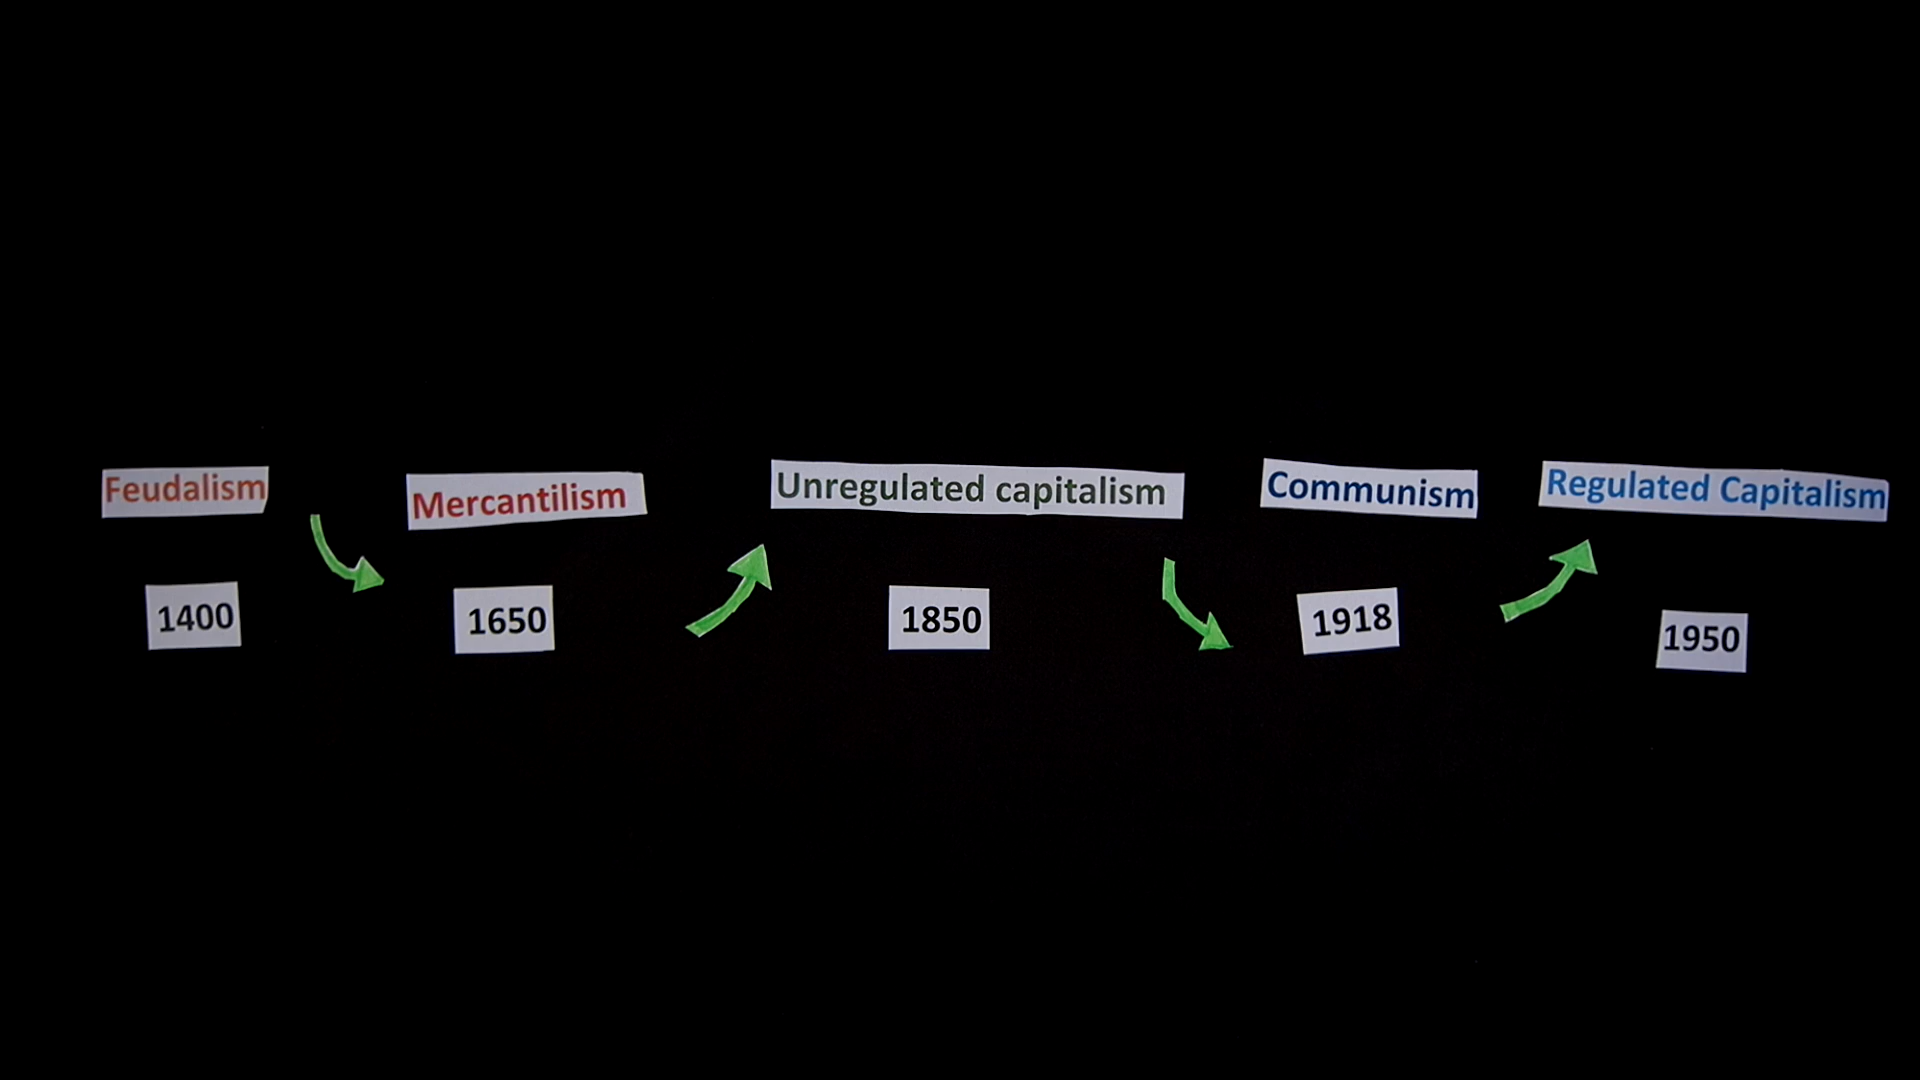 Feudalism
Mercantilism
Unregulated capitalism
Communism
Regulated Capitalism
1400
1650
1850
1918
1950